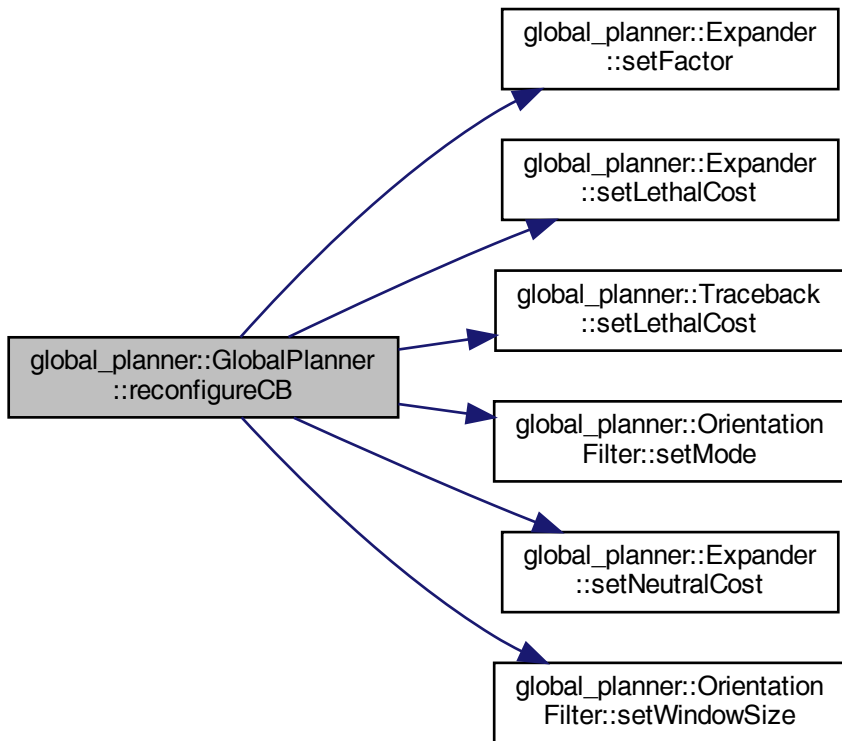 global_planner::Expander
::setFactor
global_planner::Expander
::setLethalCost
global_planner::Traceback
::setLethalCost
global_planner::GlobalPlanner
::reconfigureCB
global_planner::Orientation
Filter::setMode
global_planner::Expander
::setNeutralCost
global_planner::Orientation
Filter::setWindowSize